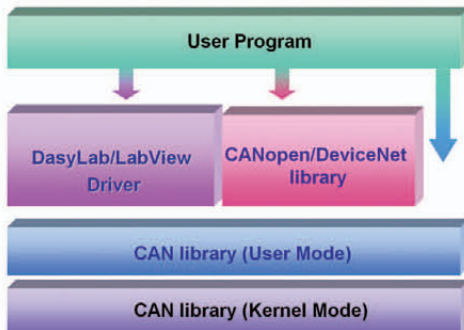 User Program
DasyLab/LabView
Driver
CANopen/DeviceNet
library
CAN library (User Mode)
CAN library (Kernel Mode)